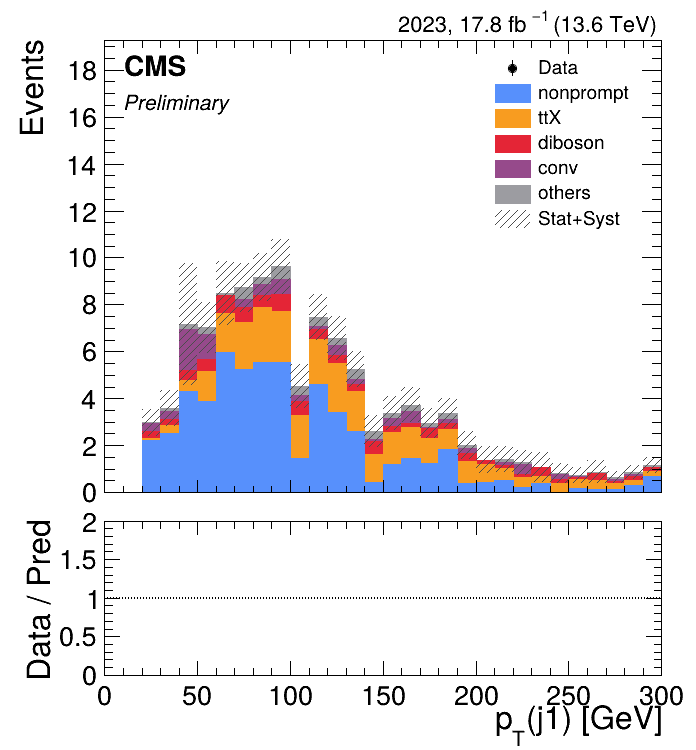 2023, 17.8 fb⁻¹ (13.6 TeV)
CMS
Preliminary
Data
nonprompt
ttX
diboson
conv
others
Stat+Syst
Events
18
16
14
12
10
8
6
4
2
0
Data / Pred
2
1.5
1
0.5
0
0 50 100 150 200 250 300
p_T(j1) [GeV]